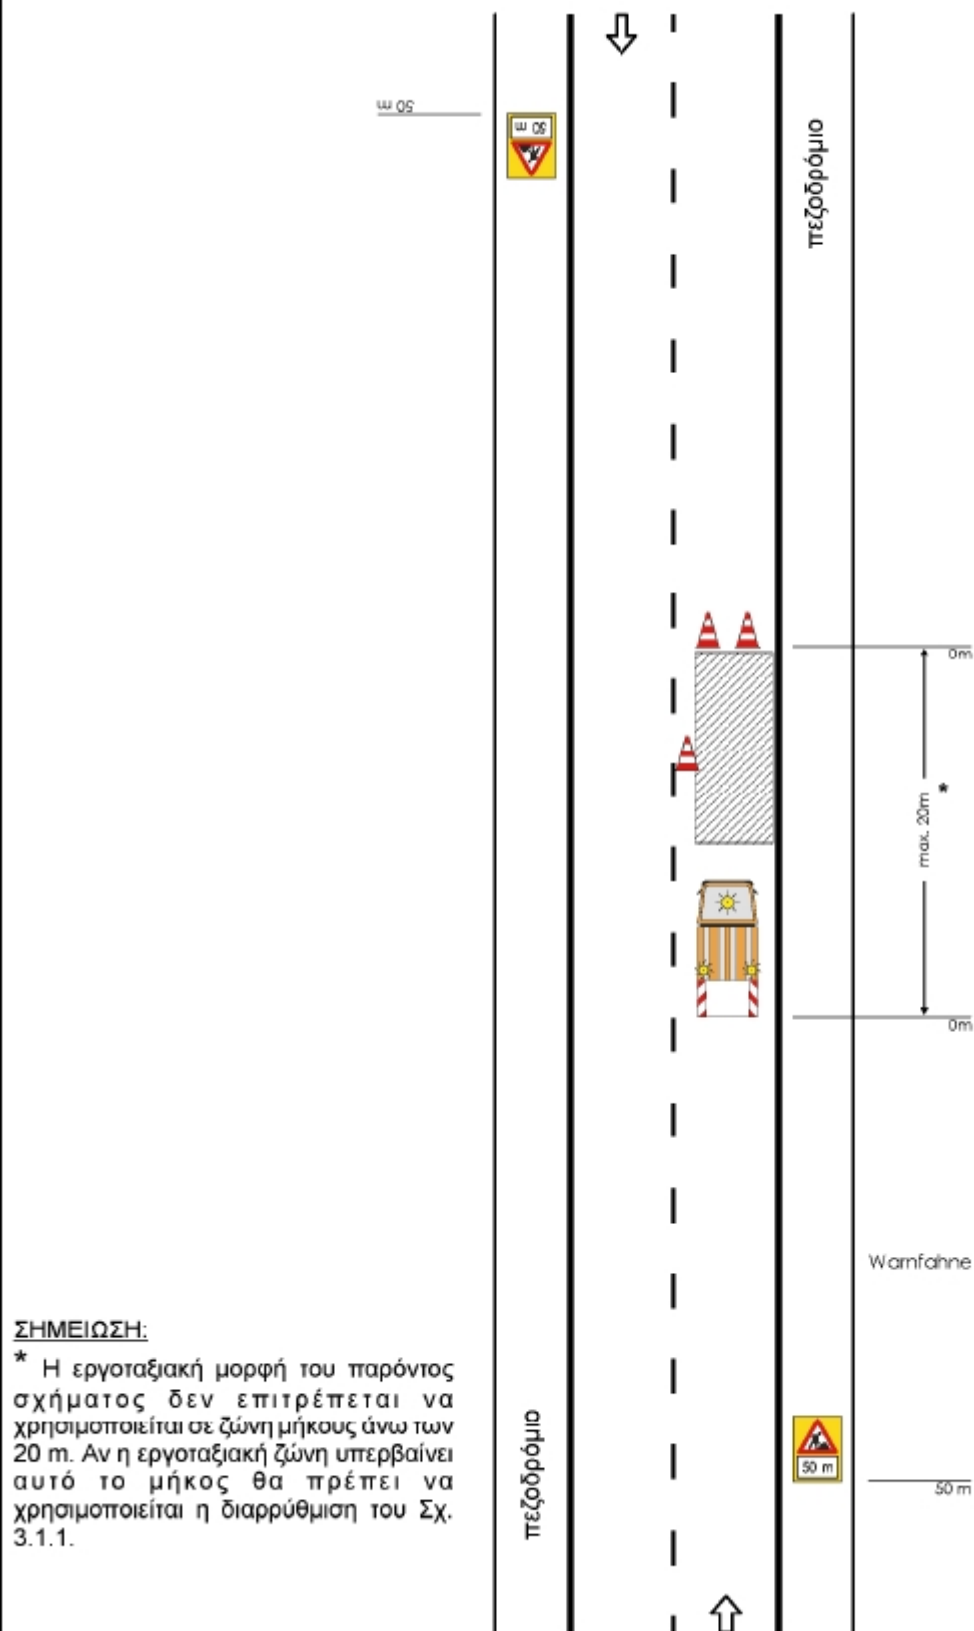 50 m
50 m
πεζοδρόμιο
0m
max. 20m
*
0m
Warnfahne
ΣΗΜΕΙΩΣΗ:
* Η εργοταξιακή μορφή του παρόντος
σχήματος δεν επιτρέπεται να
χρησιμοποιείται σε ζώνη μήκους άνω των
20 m. Αν η εργοταξιακή ζώνη υπερβαίνει
αυτό το μήκος θα πρέπει να
χρησιμοποιείται η διαρρύθμιση του Σχ.
3.1.1.
πεζοδρόμιο
50 m
50 m